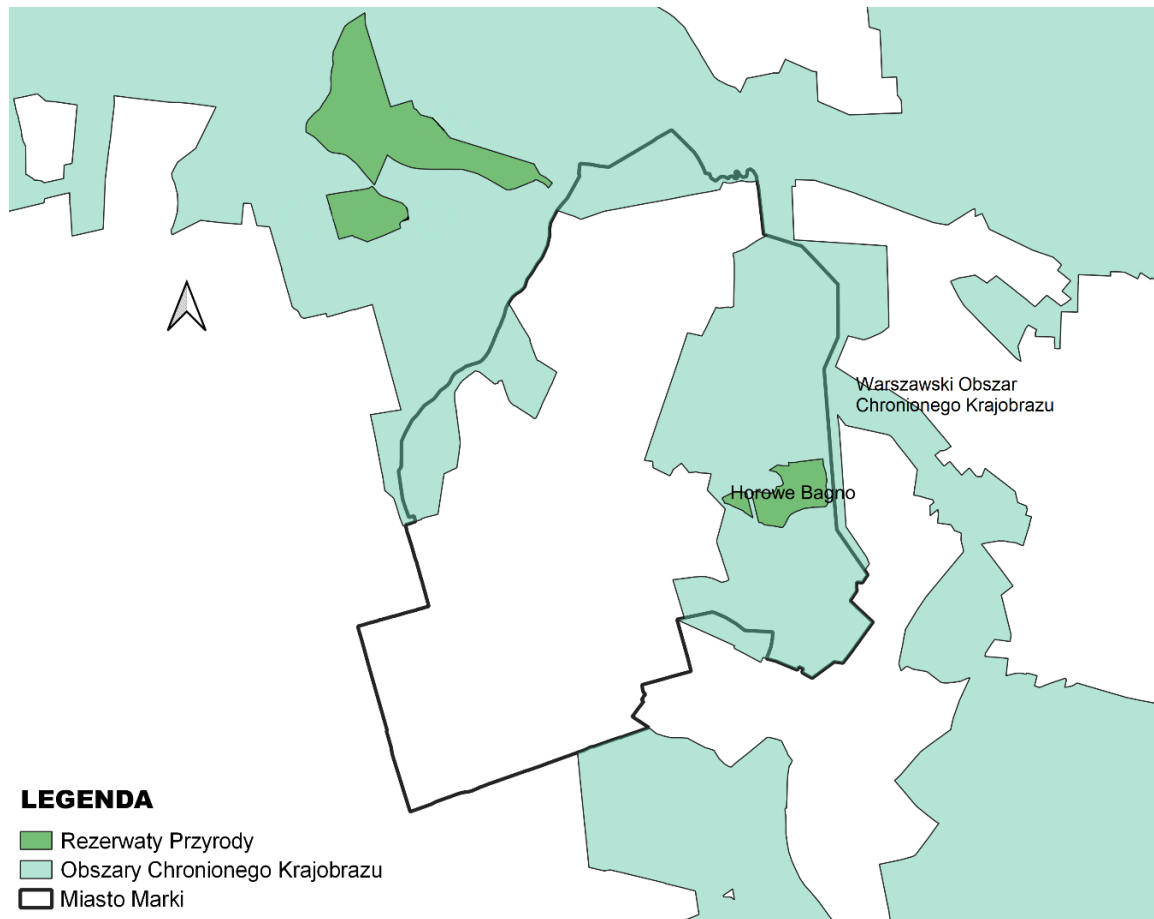 Warszawski Obszar
Chronionego Krajobrazu
Horowe Bagno
LEGENDA
Rezerwaty Przyrody
Obszary Chronionego Krajobrazu
Miasto Marki